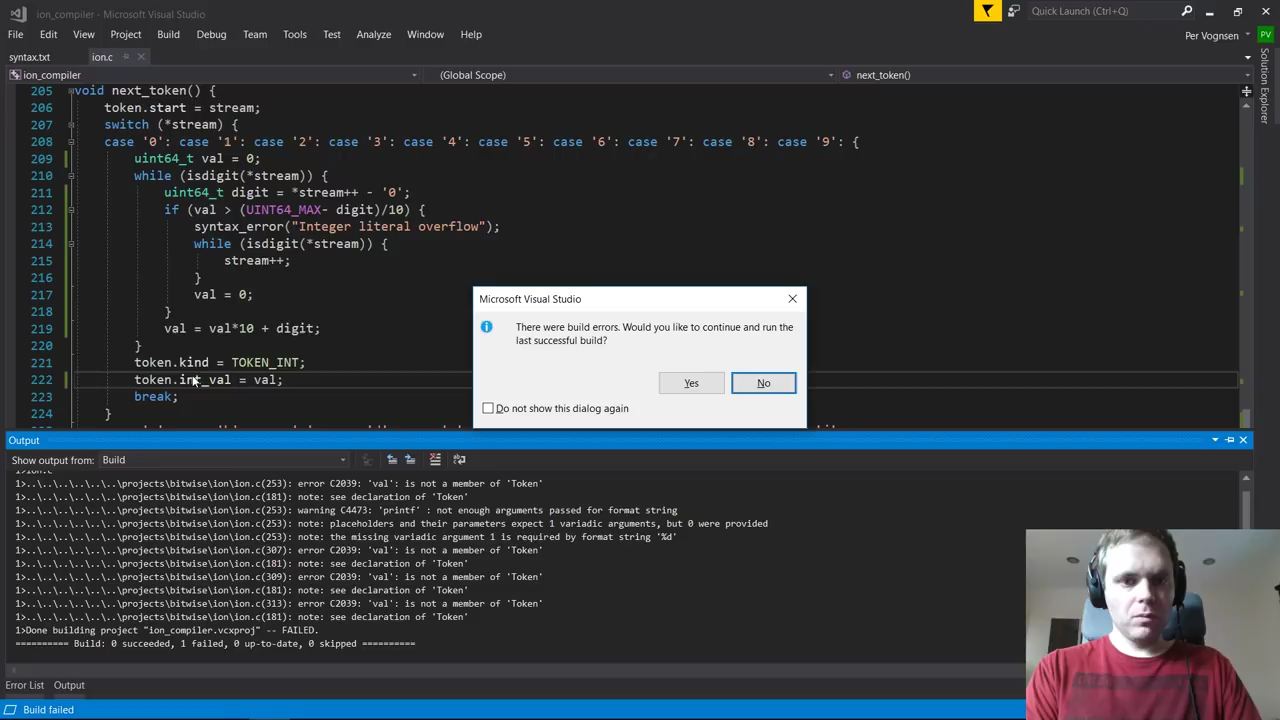 ion_compiler - Microsoft Visual Studio
Quick Launch (Ctrl+Q)
File Edit View Project Build Debug Team Tools Test Analyze Window Help
Per Vognsen PV
syntax.txt ion.c
ion_compiler (Global Scope) next_token()
Solution Explorer
205 void next_token() {
206 token.start = stream;
207 switch (*stream) {
208 case '0': case '1': case '2': case '3': case '4': case '5': case '6': case '7': case '8': case '9': {
209 uint64_t val = 0;
210 while (isdigit(*stream)) {
211 uint64_t digit = *stream++ - '0';
212 if (val > (UINT64_MAX- digit)/10) {
213 syntax_error("Integer literal overflow");
214 while (isdigit(*stream)) {
215 stream++;
216 }
217 val = 0;
218 }
219 val = val*10 + digit;
220 }
221 token.kind = TOKEN_INT;
222 token.int_val = val;
223 break;
224 }
Microsoft Visual Studio
There were build errors. Would you like to continue and run the
last successful build?
Yes No
Do not show this dialog again
Output
Show output from: Build
1>ion.c
1>..\..\..\..\..\projects\bitwise\ion\ion.c(253): error C2039: 'val': is not a member of 'Token'
1>..\..\..\..\..\projects\bitwise\ion\ion.c(181): note: see declaration of 'Token'
1>..\..\..\..\..\projects\bitwise\ion\ion.c(253): warning C4473: 'printf' : not enough arguments passed for format string
1>..\..\..\..\..\projects\bitwise\ion\ion.c(253): note: placeholders and their parameters expect 1 variadic arguments, but 0 were provided
1>..\..\..\..\..\projects\bitwise\ion\ion.c(253): note: the missing variadic argument 1 is required by format string '%d'
1>..\..\..\..\..\projects\bitwise\ion\ion.c(307): error C2039: 'val': is not a member of 'Token'
1>..\..\..\..\..\projects\bitwise\ion\ion.c(181): note: see declaration of 'Token'
1>..\..\..\..\..\projects\bitwise\ion\ion.c(309): error C2039: 'val': is not a member of 'Token'
1>..\..\..\..\..\projects\bitwise\ion\ion.c(181): note: see declaration of 'Token'
1>..\..\..\..\..\projects\bitwise\ion\ion.c(313): error C2039: 'val': is not a member of 'Token'
1>..\..\..\..\..\projects\bitwise\ion\ion.c(181): note: see declaration of 'Token'
1>Done building project "ion_compiler.vcxproj" -- FAILED.
========== Build: 0 succeeded, 1 failed, 0 up-to-date, 0 skipped ==========
Error List Output
Build failed